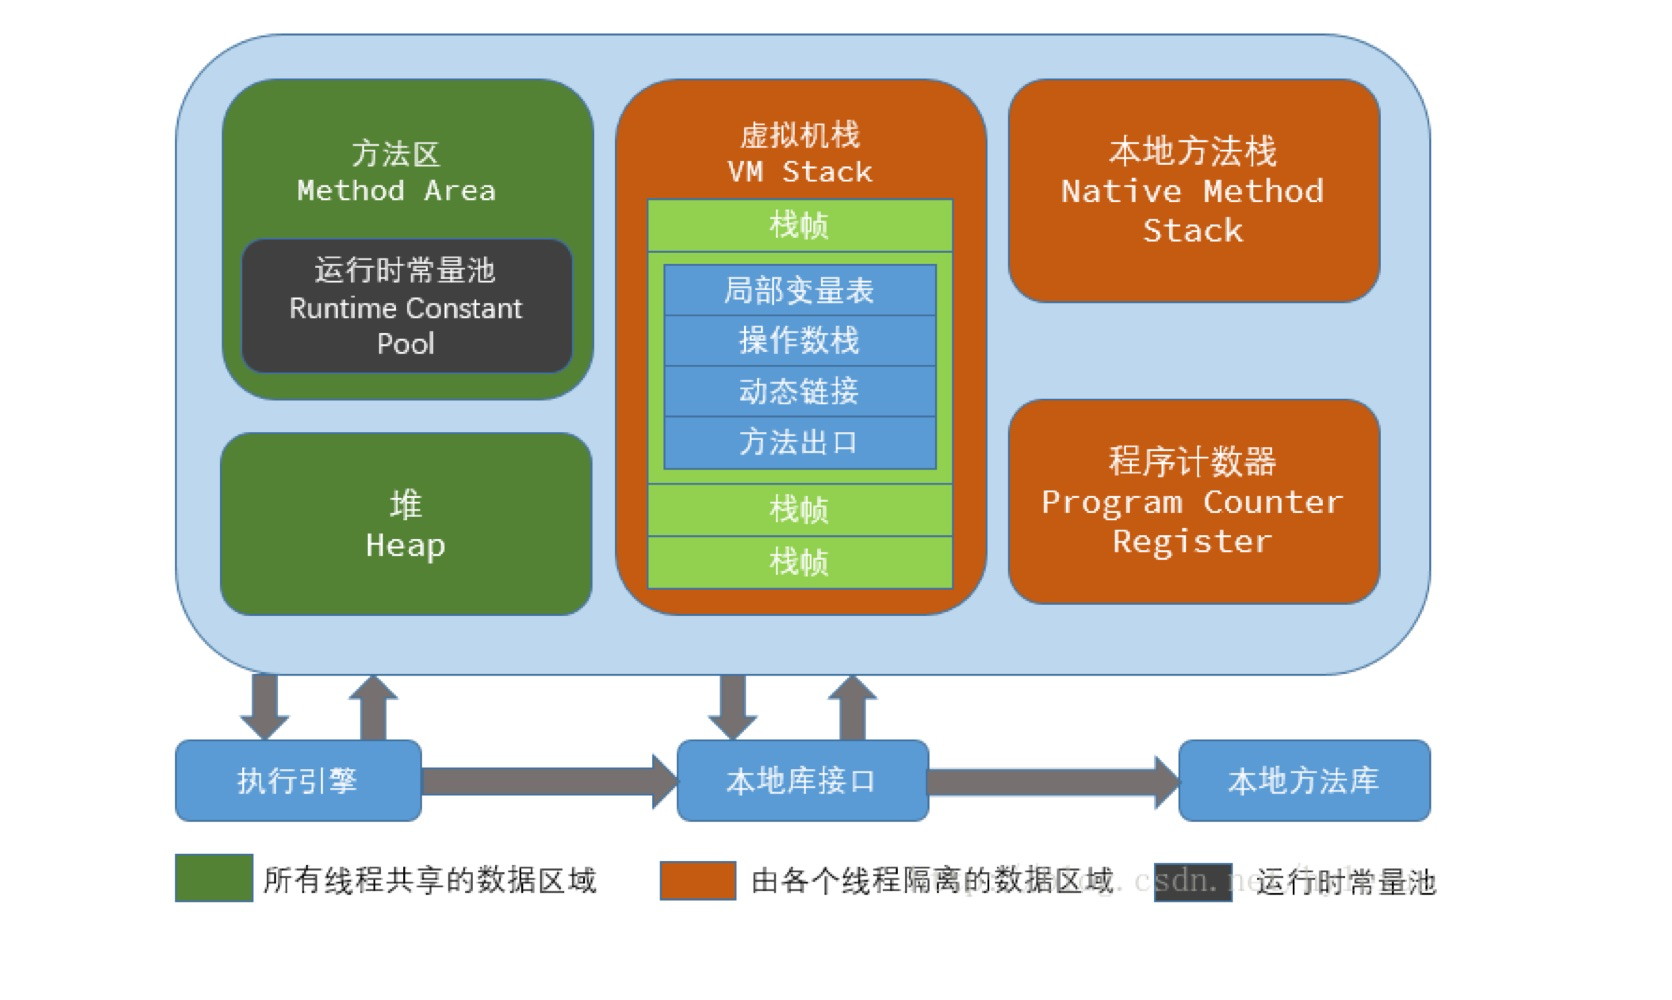 方法区
Method Area
运行时常量池
Runtime Constant
Pool
堆
Heap
虚拟机栈
VM Stack
栈帧
局部变量表
操作数栈
动态链接
方法出口
栈帧
栈帧
本地方法栈
Native Method
Stack
程序计数器
Program Counter
Register
执行引擎
本地库接口
本地方法库
所有线程共享的数据区域
由各个线程隔离的数据区域
运行时常量池